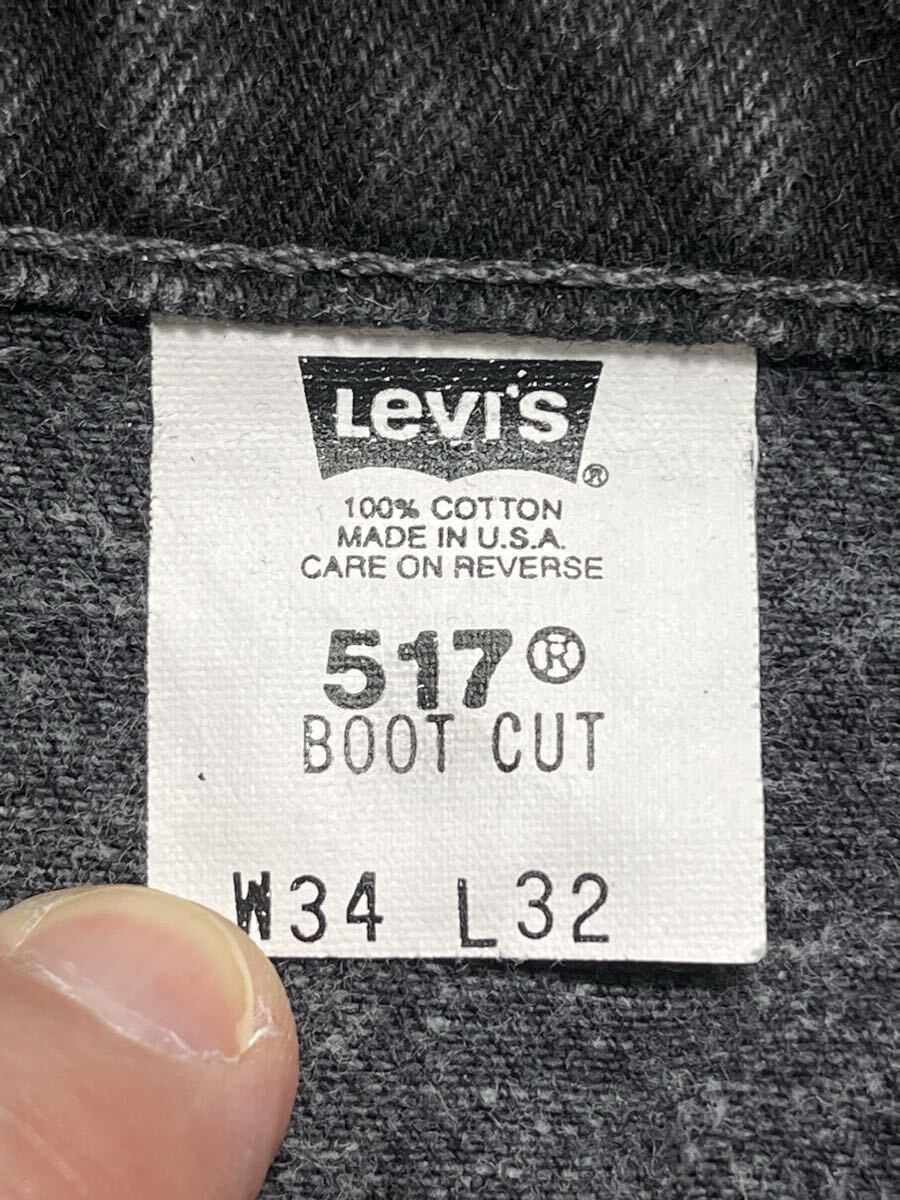 Levi's ®
100% COTTON
MADE IN U.S.A.
CARE ON REVERSE
517®
BOOT CUT
W34 L32